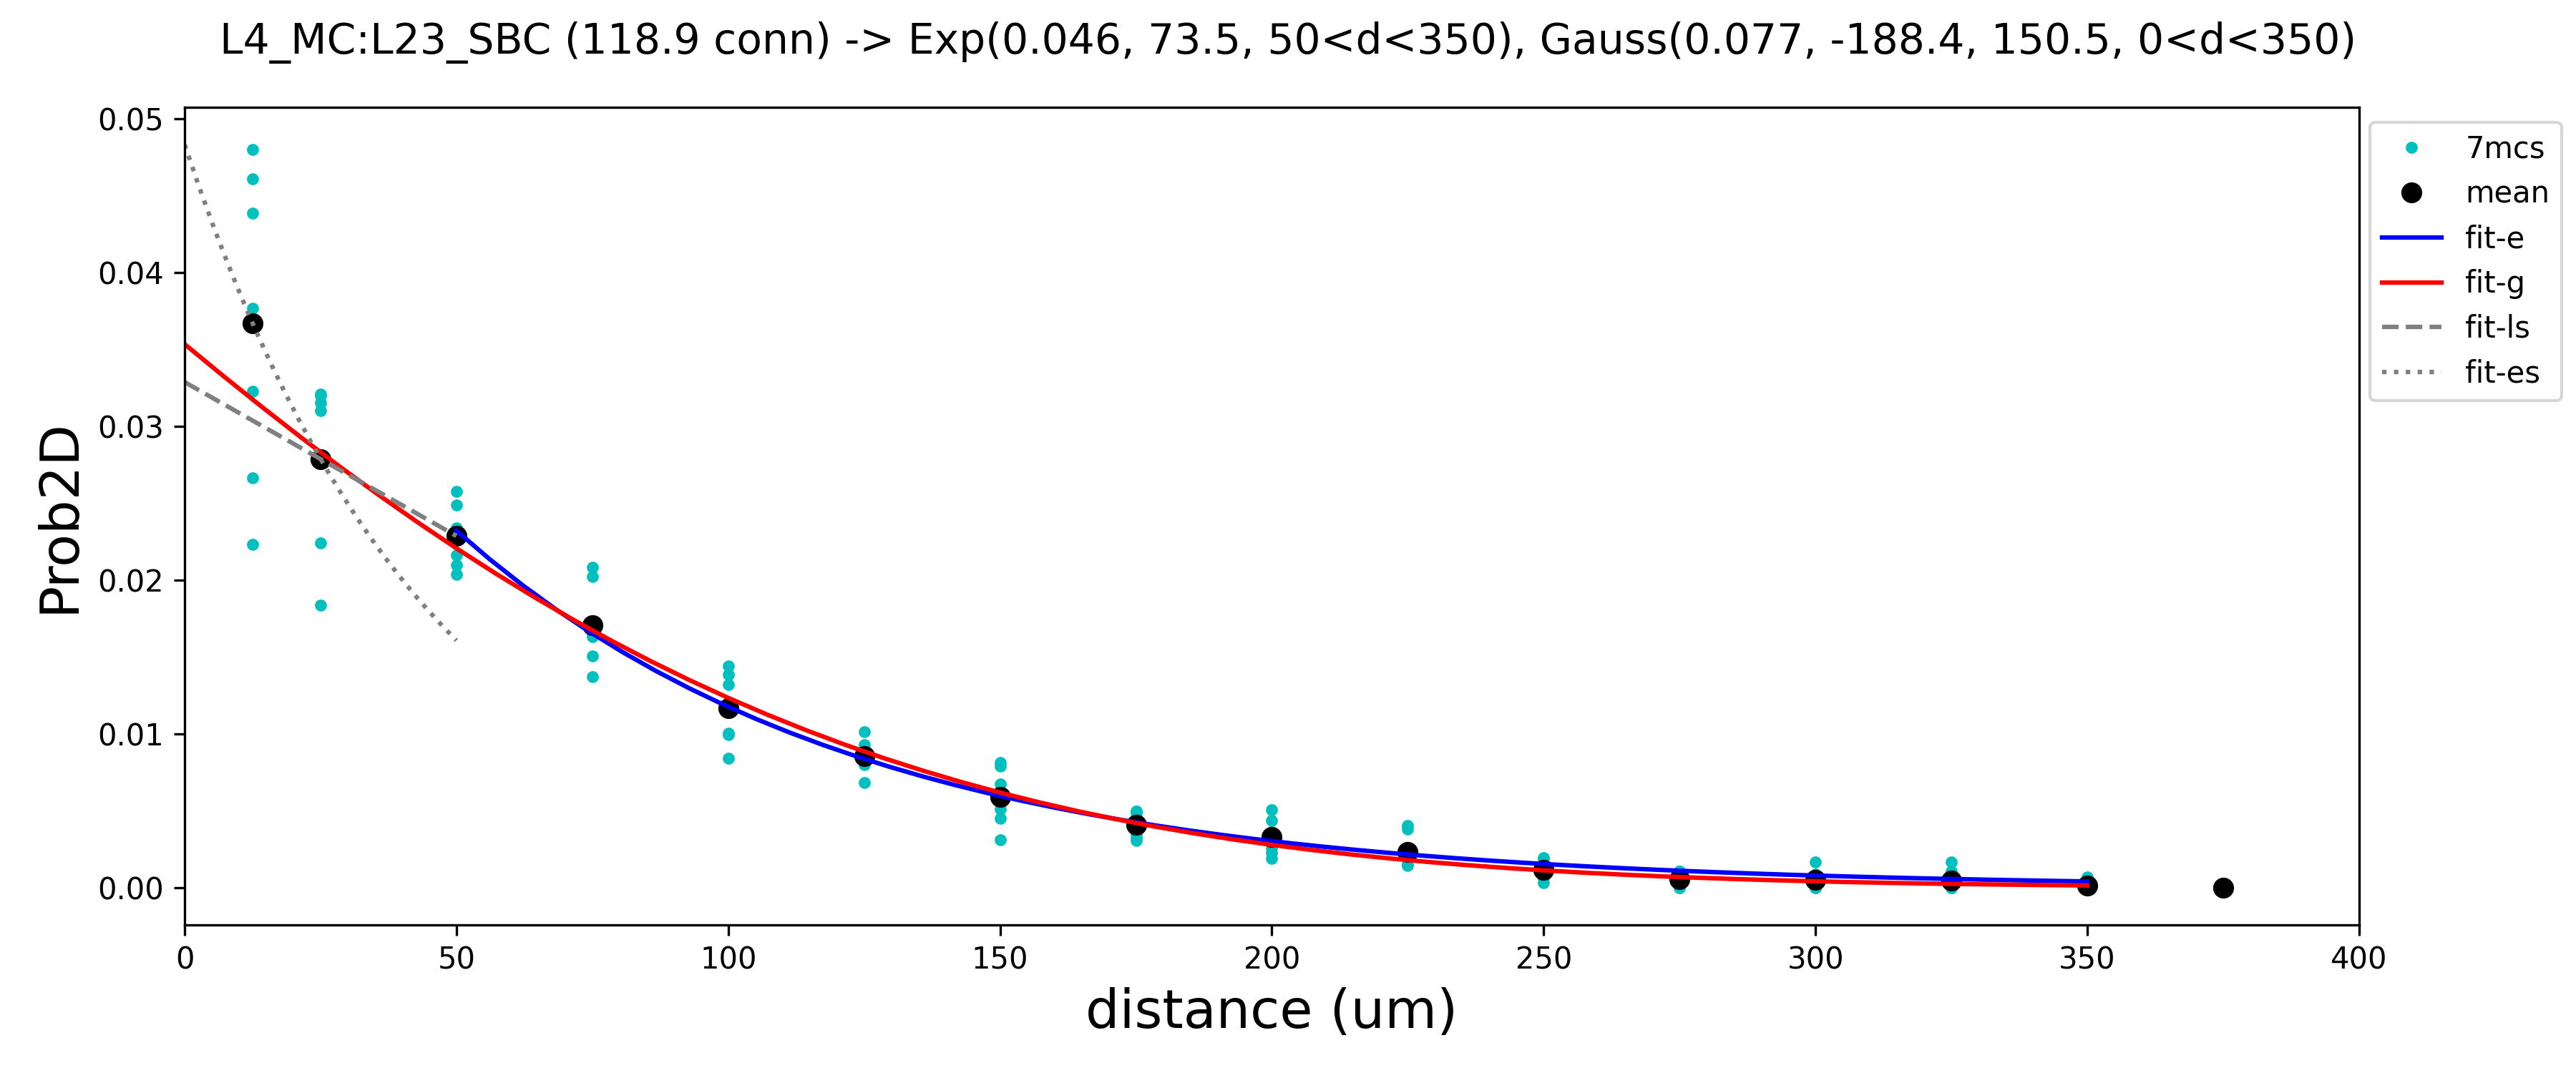 L4_MC:L23_SBC (118.9 conn) -> Exp(0.046, 73.5, 50<d<350), Gauss(0.077, -188.4, 150.5, 0<d<350)
0.05
0.04
0.03
0.02
0.01
0.00
Prob2D
0 50 100 150 200 250 300 350 400
distance (um)
7mcs
mean
fit-e
fit-g
fit-ls
fit-es